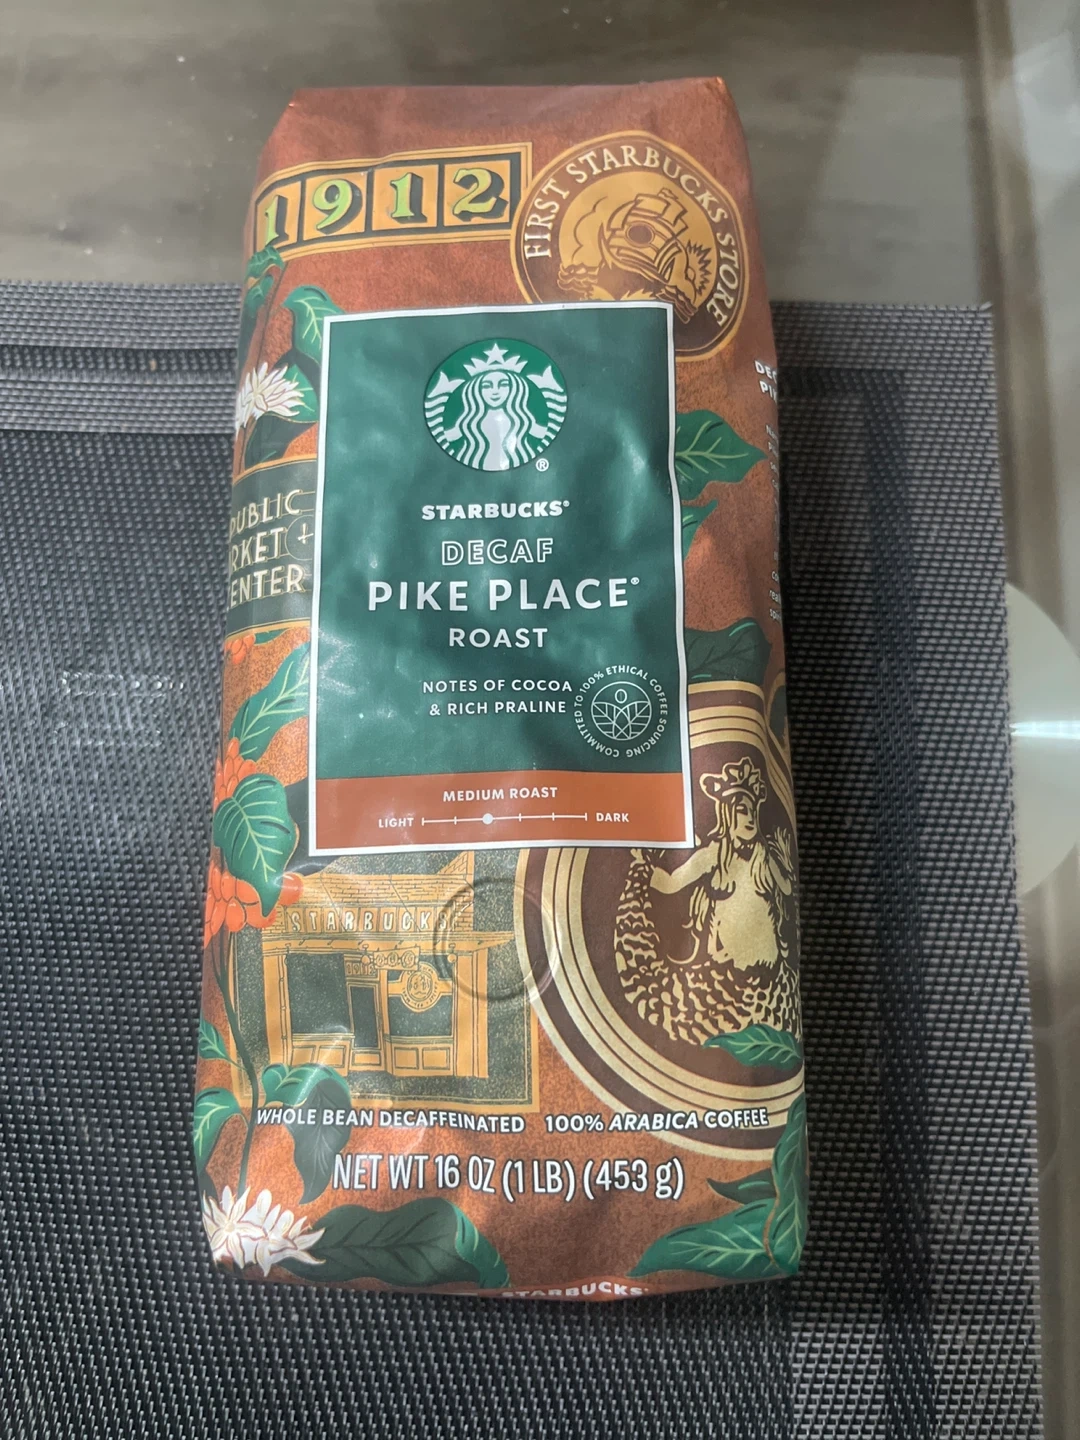 1912
FIRST STARBUCKS STORE
STARBUCKS®
DECAF
PIKE PLACE®
ROAST
NOTES OF COCOA
& RICH PRALINE
COMMITTED TO 100% ETHICAL COFFEE SOURCING
MEDIUM ROAST
LIGHT DARK
PUBLIC
RKET +
ENTER
DEC
PI
STARBUCKS
WHOLE BEAN DECAFFEINATED 100% ARABICA COFFEE
NET WT 16 OZ (1 LB) (453 g)
STARBUCKS®